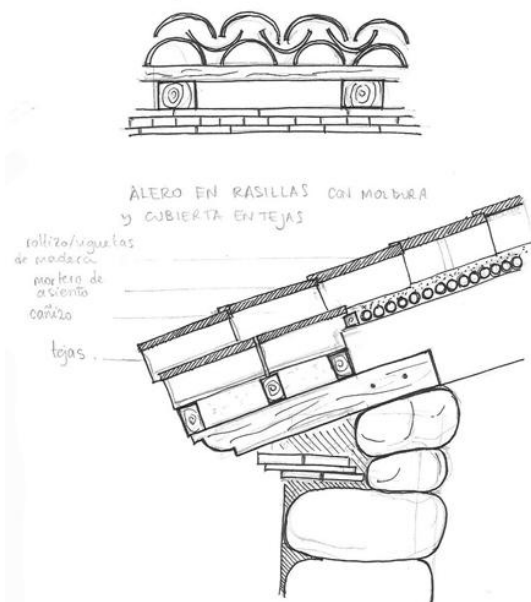 ALERO EN RASILLAS CON MOLDURA
y CUBIERTA EN TEJAS
rollizo/viguetas
de madera
mortero de
asiento
cañizo
tejas